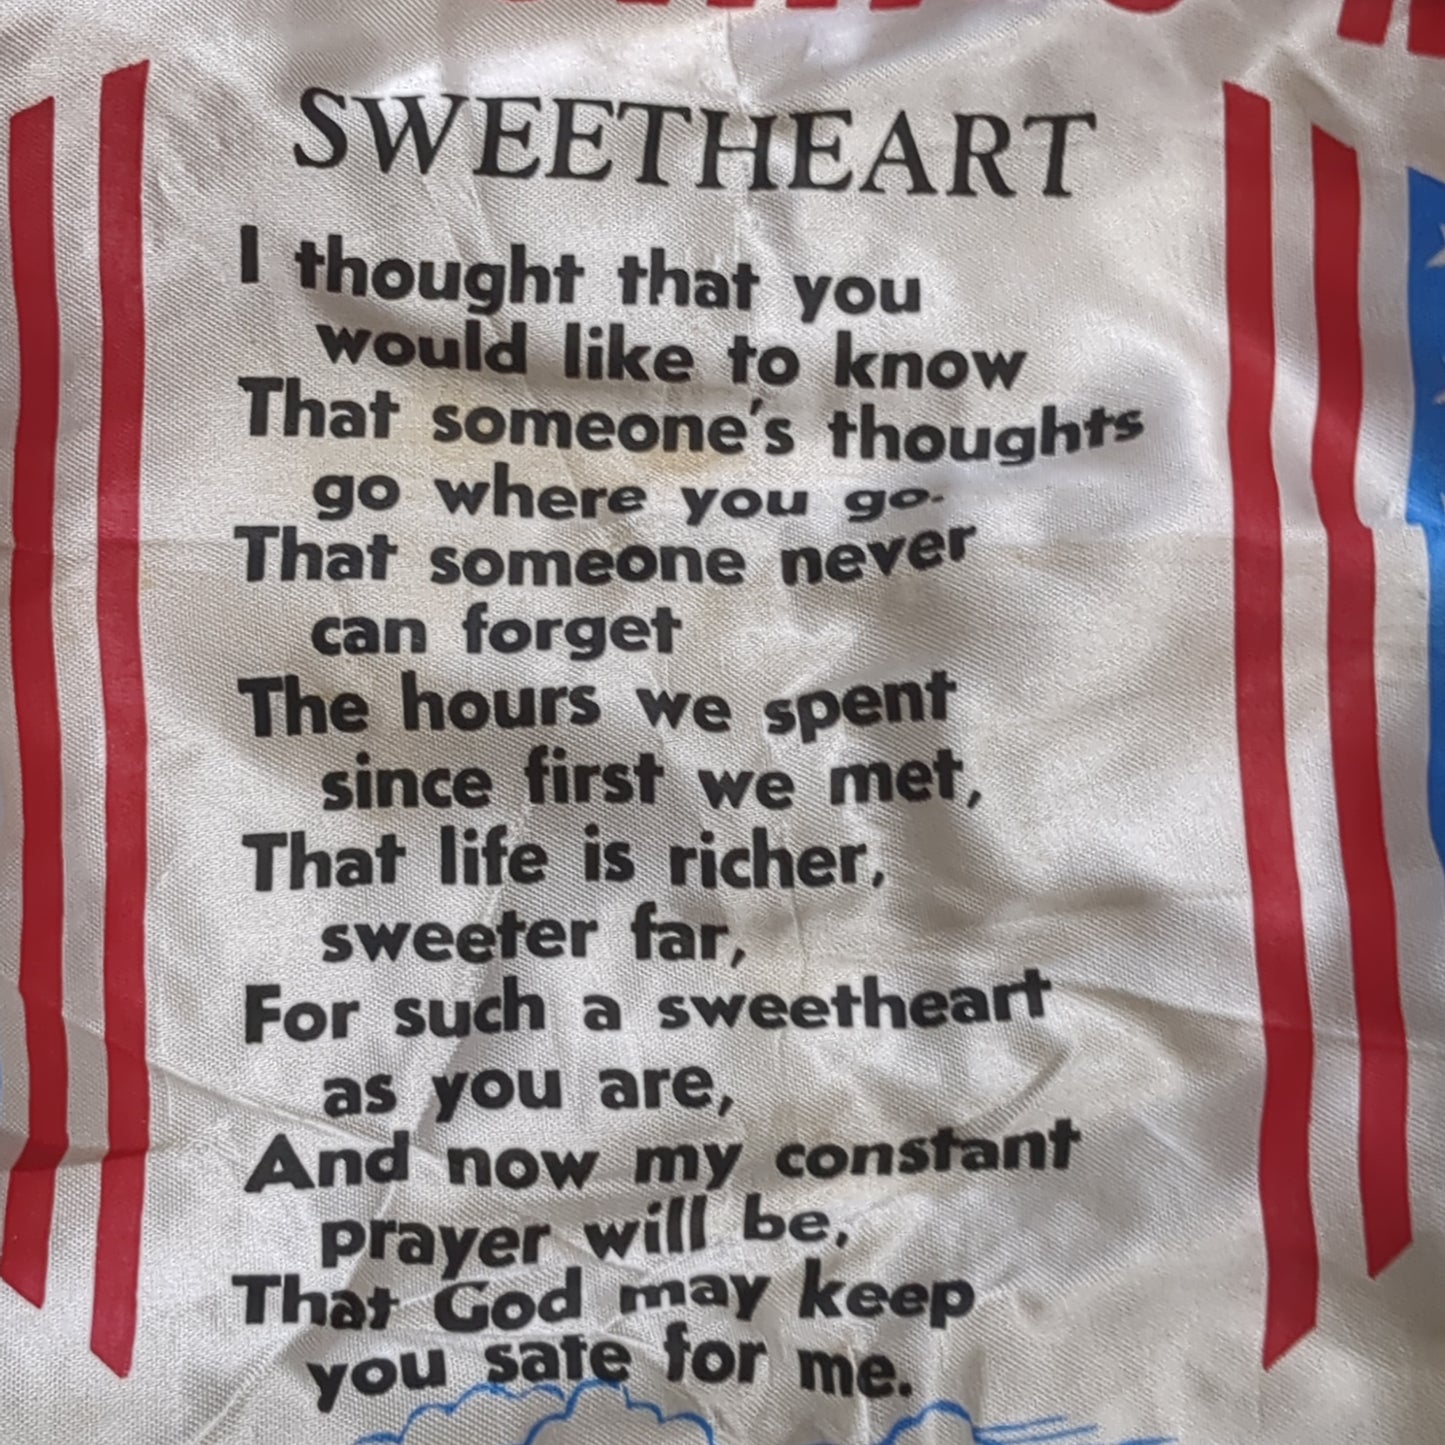 SWEETHEART
I thought that you
would like to know
That someone's thoughts
go where you go.
That someone never
can forget
The hours we spent
since first we met,
That life is richer,
sweeter far,
For such a sweetheart
as you are,
And now my constant
prayer will be,
That God may keep
you safe for me.